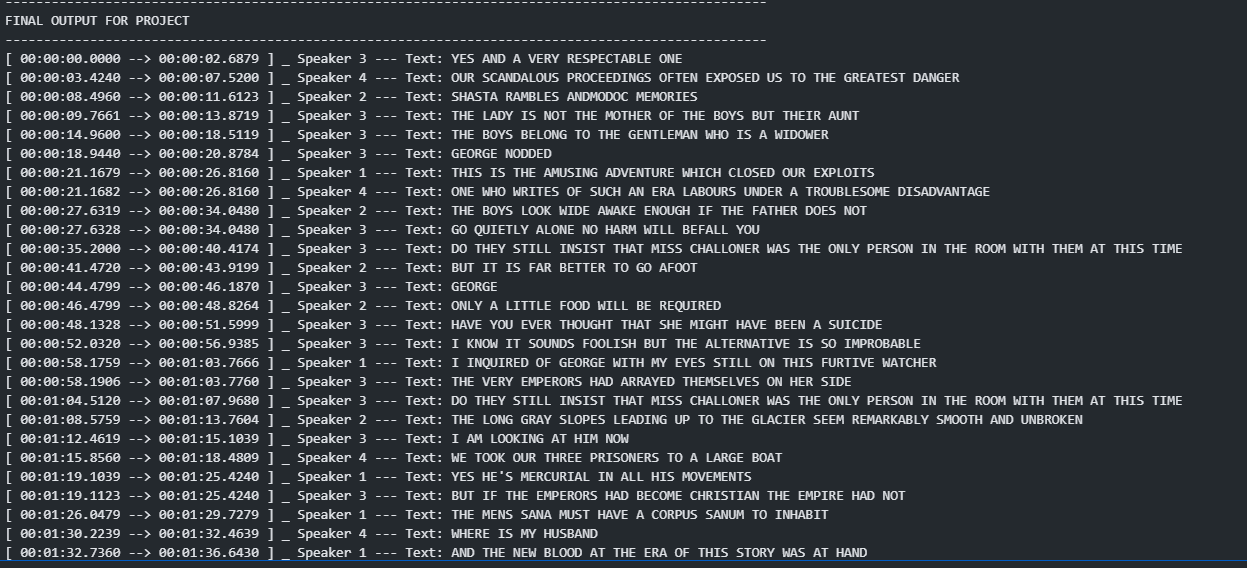 ----------------------------------------------------------------------------------------------------
FINAL OUTPUT FOR PROJECT
----------------------------------------------------------------------------------------------------
[ 00:00:00.0000 --> 00:00:02.6879 ] _ Speaker 3 --- Text: YES AND A VERY RESPECTABLE ONE
[ 00:00:03.4240 --> 00:00:07.5200 ] _ Speaker 4 --- Text: OUR SCANDALOUS PROCEEDINGS OFTEN EXPOSED US TO THE GREATEST DANGER
[ 00:00:08.4960 --> 00:00:11.6123 ] _ Speaker 2 --- Text: SHASTA RAMBLES ANDMODOC MEMORIES
[ 00:00:09.7661 --> 00:00:13.8719 ] _ Speaker 3 --- Text: THE LADY IS NOT THE MOTHER OF THE BOYS BUT THEIR AUNT
[ 00:00:14.9600 --> 00:00:18.5119 ] _ Speaker 3 --- Text: THE BOYS BELONG TO THE GENTLEMAN WHO IS A WIDOWER
[ 00:00:18.9440 --> 00:00:20.8784 ] _ Speaker 3 --- Text: GEORGE NODDED
[ 00:00:21.1679 --> 00:00:26.8160 ] _ Speaker 1 --- Text: THIS IS THE AMUSING ADVENTURE WHICH CLOSED OUR EXPLOITS
[ 00:00:21.1682 --> 00:00:26.8160 ] _ Speaker 4 --- Text: ONE WHO WRITES OF SUCH AN ERA LABOURS UNDER A TROUBLESOME DISADVANTAGE
[ 00:00:27.6319 --> 00:00:34.0480 ] _ Speaker 2 --- Text: THE BOYS LOOK WIDE AWAKE ENOUGH IF THE FATHER DOES NOT
[ 00:00:27.6328 --> 00:00:34.0480 ] _ Speaker 3 --- Text: GO QUIETLY ALONE NO HARM WILL BEFALL YOU
[ 00:00:35.2000 --> 00:00:40.4174 ] _ Speaker 3 --- Text: DO THEY STILL INSIST THAT MISS CHALLONER WAS THE ONLY PERSON IN THE ROOM WITH THEM AT THIS TIME
[ 00:00:41.4720 --> 00:00:43.9199 ] _ Speaker 2 --- Text: BUT IT IS FAR BETTER TO GO AFOOT
[ 00:00:44.4799 --> 00:00:46.1870 ] _ Speaker 3 --- Text: GEORGE
[ 00:00:46.4799 --> 00:00:48.8264 ] _ Speaker 2 --- Text: ONLY A LITTLE FOOD WILL BE REQUIRED
[ 00:00:48.1328 --> 00:00:51.5999 ] _ Speaker 3 --- Text: HAVE YOU EVER THOUGHT THAT SHE MIGHT HAVE BEEN A SUICIDE
[ 00:00:52.0320 --> 00:00:56.9385 ] _ Speaker 3 --- Text: I KNOW IT SOUNDS FOOLISH BUT THE ALTERNATIVE IS SO IMPROBABLE
[ 00:00:58.1759 --> 00:01:03.7666 ] _ Speaker 1 --- Text: I INQUIRED OF GEORGE WITH MY EYES STILL ON THIS FURTIVE WATCHER
[ 00:00:58.1906 --> 00:01:03.7760 ] _ Speaker 3 --- Text: THE VERY EMPERORS HAD ARRAYED THEMSELVES ON HER SIDE
[ 00:01:04.5120 --> 00:01:07.9680 ] _ Speaker 3 --- Text: DO THEY STILL INSIST THAT MISS CHALLONER WAS THE ONLY PERSON IN THE ROOM WITH THEM AT THIS TIME
[ 00:01:08.5759 --> 00:01:13.7604 ] _ Speaker 2 --- Text: THE LONG GRAY SLOPES LEADING UP TO THE GLACIER SEEM REMARKABLY SMOOTH AND UNBROKEN
[ 00:01:12.4619 --> 00:01:15.1039 ] _ Speaker 3 --- Text: I AM LOOKING AT HIM NOW
[ 00:01:15.8560 --> 00:01:18.4809 ] _ Speaker 4 --- Text: WE TOOK OUR THREE PRISONERS TO A LARGE BOAT
[ 00:01:19.1039 --> 00:01:25.4240 ] _ Speaker 1 --- Text: YES HE'S MERCURIAL IN ALL HIS MOVEMENTS
[ 00:01:19.1123 --> 00:01:25.4240 ] _ Speaker 3 --- Text: BUT IF THE EMPERORS HAD BECOME CHRISTIAN THE EMPIRE HAD NOT
[ 00:01:26.0479 --> 00:01:29.7279 ] _ Speaker 1 --- Text: THE MENS SANA MUST HAVE A CORPUS SANUM TO INHABIT
[ 00:01:30.2239 --> 00:01:32.4639 ] _ Speaker 4 --- Text: WHERE IS MY HUSBAND
[ 00:01:32.7360 --> 00:01:36.6430 ] _ Speaker 1 --- Text: AND THE NEW BLOOD AT THE ERA OF THIS STORY WAS AT HAND